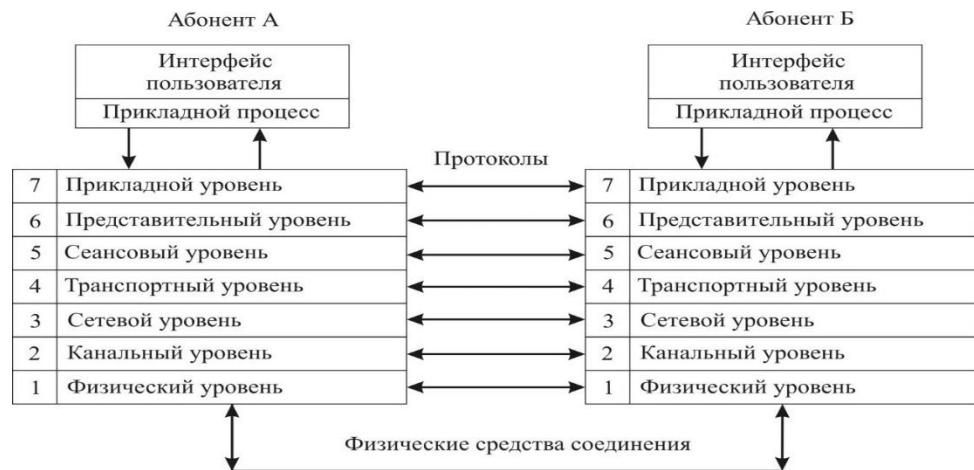 Абонент А
Абонент Б
Интерфейс
пользователя
Прикладной процесс
Интерфейс
пользователя
Прикладной процесс
Протоколы
7 Прикладной уровень
6 Представительный уровень
5 Сеансовый уровень
4 Транспортный уровень
3 Сетевой уровень
2 Канальный уровень
1 Физический уровень
7 Прикладной уровень
6 Представительный уровень
5 Сеансовый уровень
4 Транспортный уровень
3 Сетевой уровень
2 Канальный уровень
1 Физический уровень
Физические средства соединения